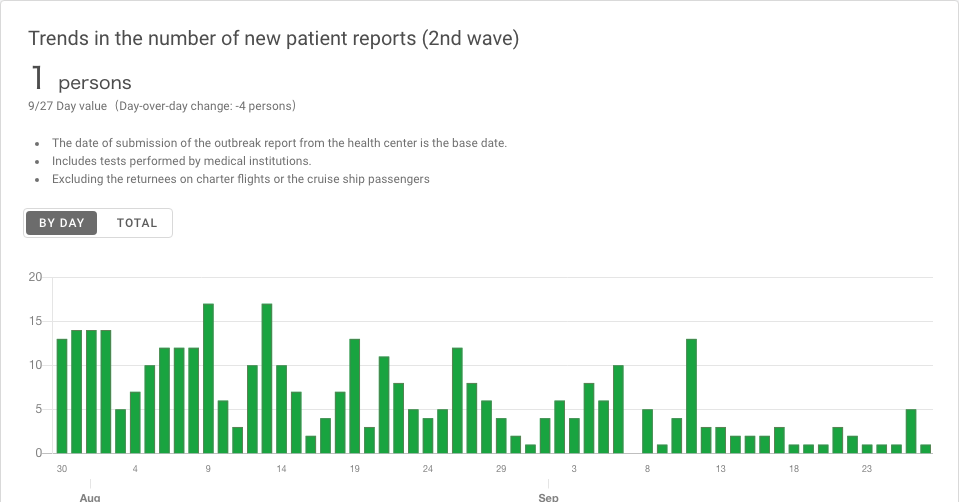 Trends in the number of new patient reports (2nd wave)
1 persons
9/27 Day value (Day-over-day change: -4 persons)
• The date of submission of the outbreak report from the health center is the base date.
• Includes tests performed by medical institutions.
• Excluding the returnees on charter flights or the cruise ship passengers
BY DAY TOTAL
20
15
10
5
0
30 4 9 14 19 24 29 3 8 13 18 23
Aug Sep